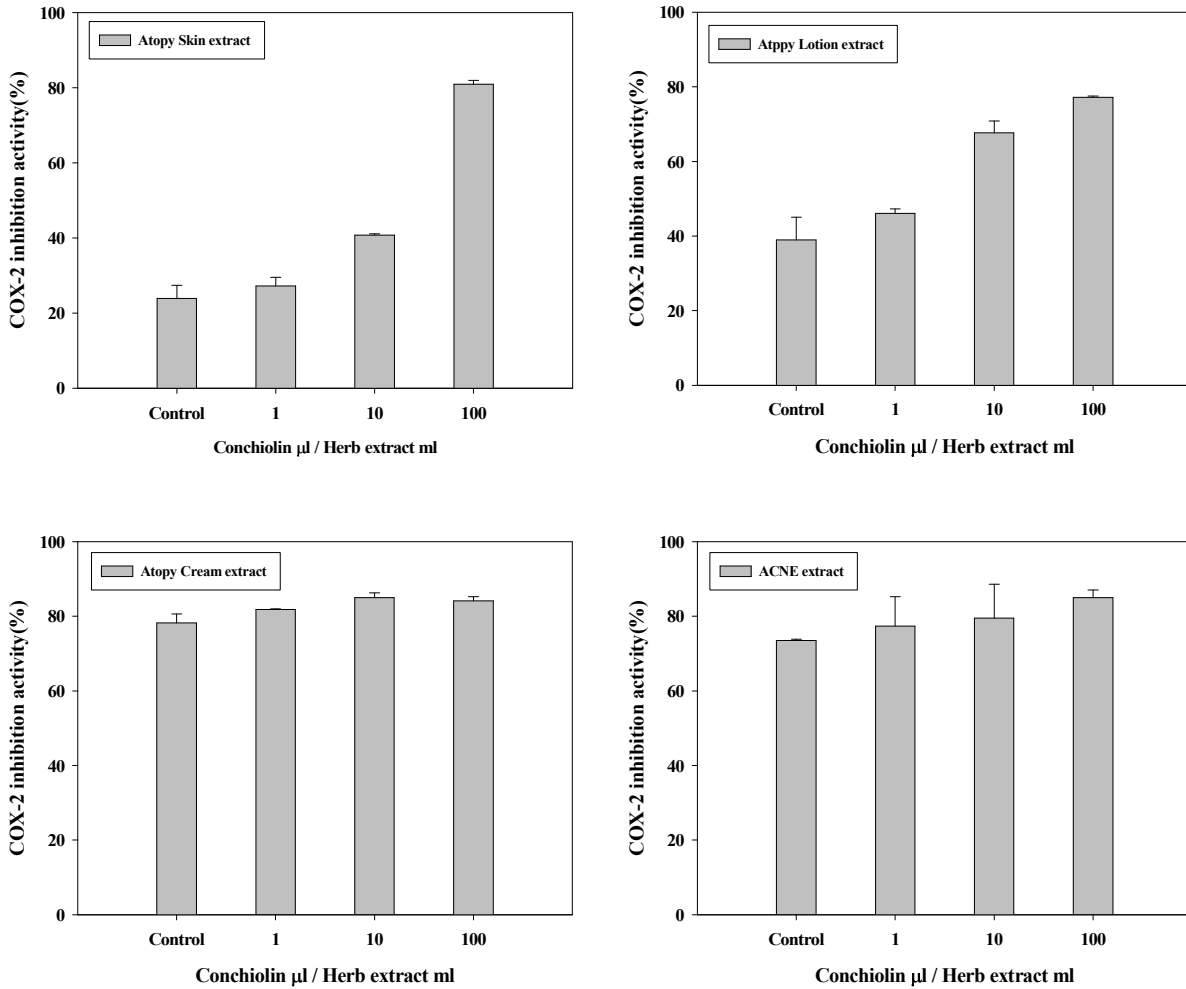 Atopy Skin extract
COX-2 inhibition activity(%)
100
80
60
40
20
0
Control 1 10 100
Conchiolin μl / Herb extract ml
Atppy Lotion extract
COX-2 inhibition activity(%)
100
80
60
40
20
0
Control 1 10 100
Conchiolin μl / Herb extract ml
Atopy Cream extract
COX-2 inhibition activity(%)
100
80
60
40
20
0
Control 1 10 100
Conchiolin μl / Herb extract ml
ACNE extract
COX-2 inhibition activity(%)
100
80
60
40
20
0
Control 1 10 100
Conchiolin μl / Herb extract ml